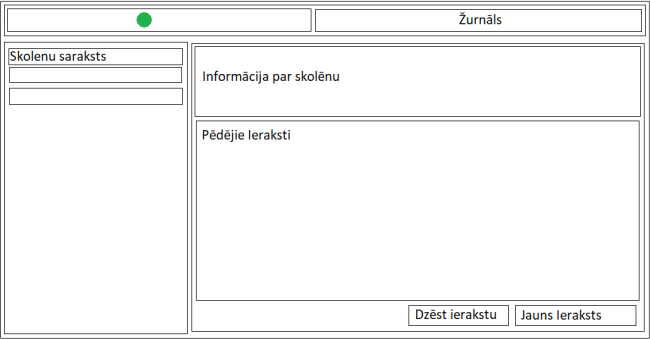 Žurnāls
Skolenu saraksts
Informācija par skolēnu
Pēdējie Ieraksti
Dzēst ierakstu
Jauns Ieraksts